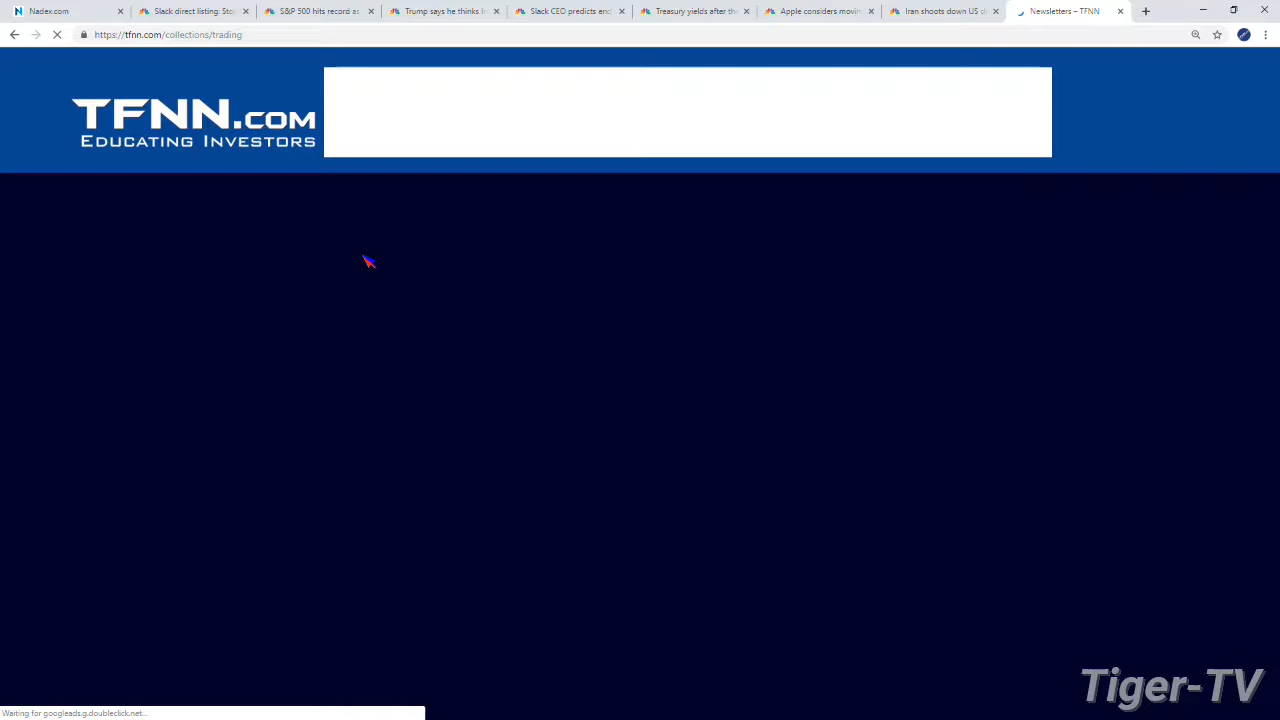 Nadex.com
Slack direct listing: Sto
S&P 500 hits record as
Trump says he thinks Ir
Slack CEO predicts end
Treasury yields after the
Apple considers movin
Iran shoots down US d
Newsletters – TFNN
https://tfnn.com/collections/trading
TFNN.COM
EDUCATING INVESTORS
Tiger-TV
Waiting for googleads.g.doubleclick.net...